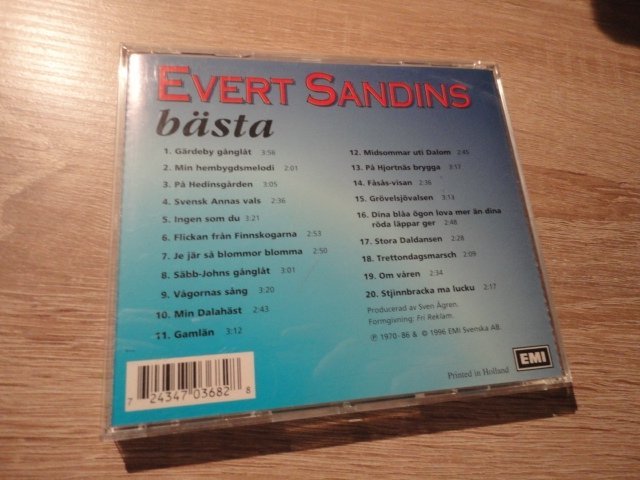 EVERT SANDINS
bästa
1. Gärdeby gånglåt 3:58
2. Min hembygdsmelodi 2:01
3. På Hedinsgården 3:05
4. Svensk Annas vals 2:36
5. Ingen som du 3:21
6. Flickan från Finnskogarna 2:53
7. Je jär så blommor blomma 2:50
8. Säbb-Johns gånglåt 3:01
9. Vågornas sång 3:20
10. Min Dalahäst 2:43
11. Gamlän 3:12
12. Midsommar uti Dalom 2:45
13. På Hjortnäs brygga 3:17
14. Fåsås-visan 2:36
15. Grövelsjövalsen 3:13
16. Dina blåa ögon lova mer än dina
röda läppar ger 2:48
17. Stora Daldansen 2:28
18. Trettondagsmarsch 2:09
19. Om våren 2:34
20. Stjinnbracka ma lucku 2:17
Producerad av Sven Ågren.
Formgivning: Fri Reklam.
℗ 1970-86 & © 1996 EMI Svenska AB.
EMI
Printed in Holland
7 24347 03682 8